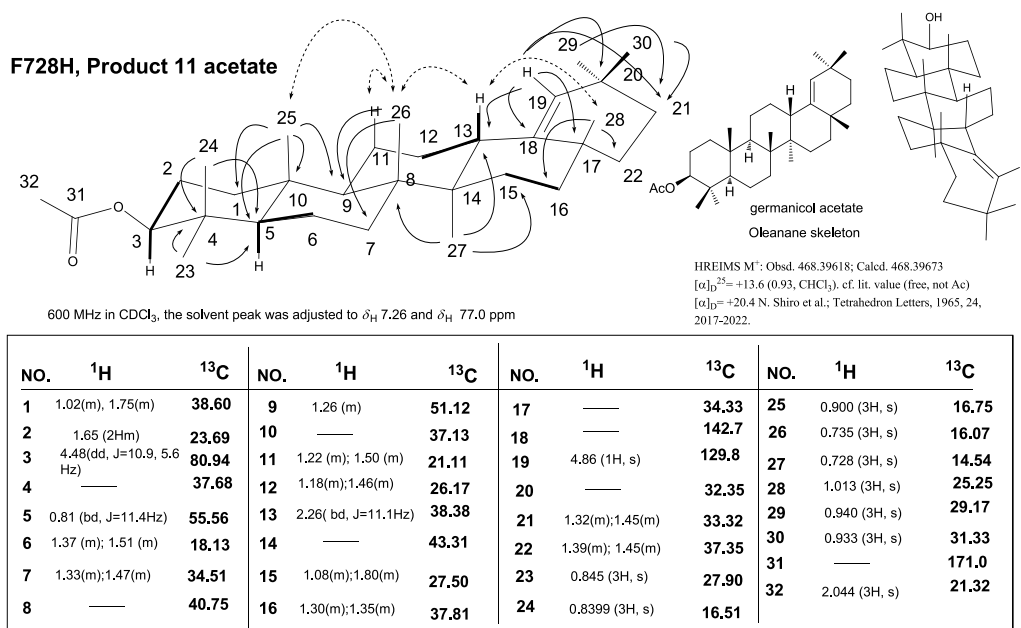 F728H, Product 11 acetate
29
30
H
20
19
H
21
26
H
25
28
13
12
18
11
24
17
2
8
22
32
31
10
14
15
9
O
1
16
5
6
3
4
7
27
O
H
23
H
OH
H
H
AcO
germanicol acetate
Oleanane skeleton
HREIMS M+: Obsd. 468.39618; Calcd. 468.39673
[α]D25= +13.6 (0.93, CHCl3). cf. lit. value (free, not Ac)
[α]D= +20.4 N. Shiro et al.; Tetrahedron Letters, 1965, 24,
2017-2022.
600 MHz in CDCl3, the solvent peak was adjusted to δH 7.26 and δH 77.0 ppm
NO. 1H 13C NO. 1H 13C NO. 1H 13C NO. 1H 13C
1 1.02(m), 1.75(m) 38.60 9 1.26 (m) 51.12 17 —— 34.33 25 0.900 (3H, s) 16.75
2 1.65 (2Hm) 23.69 10 —— 37.13 18 —— 142.7 26 0.735 (3H, s) 16.07
3 4.48(dd, J=10.9, 5.6 Hz) 80.94 11 1.22 (m); 1.50 (m) 21.11 19 4.86 (1H, s) 129.8 27 0.728 (3H, s) 14.54
4 —— 37.68 12 1.18(m);1.46(m) 26.17 20 —— 32.35 28 1.013 (3H, s) 25.25
5 0.81 (bd, J=11.4Hz) 55.56 13 2.26( bd, J=11.1Hz) 38.38 21 1.32(m);1.45(m) 33.32 29 0.940 (3H, s) 29.17
6 1.37 (m); 1.51 (m) 18.13 14 —— 43.31 22 1.39(m); 1.45(m) 37.35 30 0.933 (3H, s) 31.33
7 1.33(m);1.47(m) 34.51 15 1.08(m);1.80(m) 27.50 23 0.845 (3H, s) 27.90 31 —— 171.0
8 —— 40.75 16 1.30(m);1.35(m) 37.81 24 0.8399 (3H, s) 16.51 32 2.044 (3H, s) 21.32